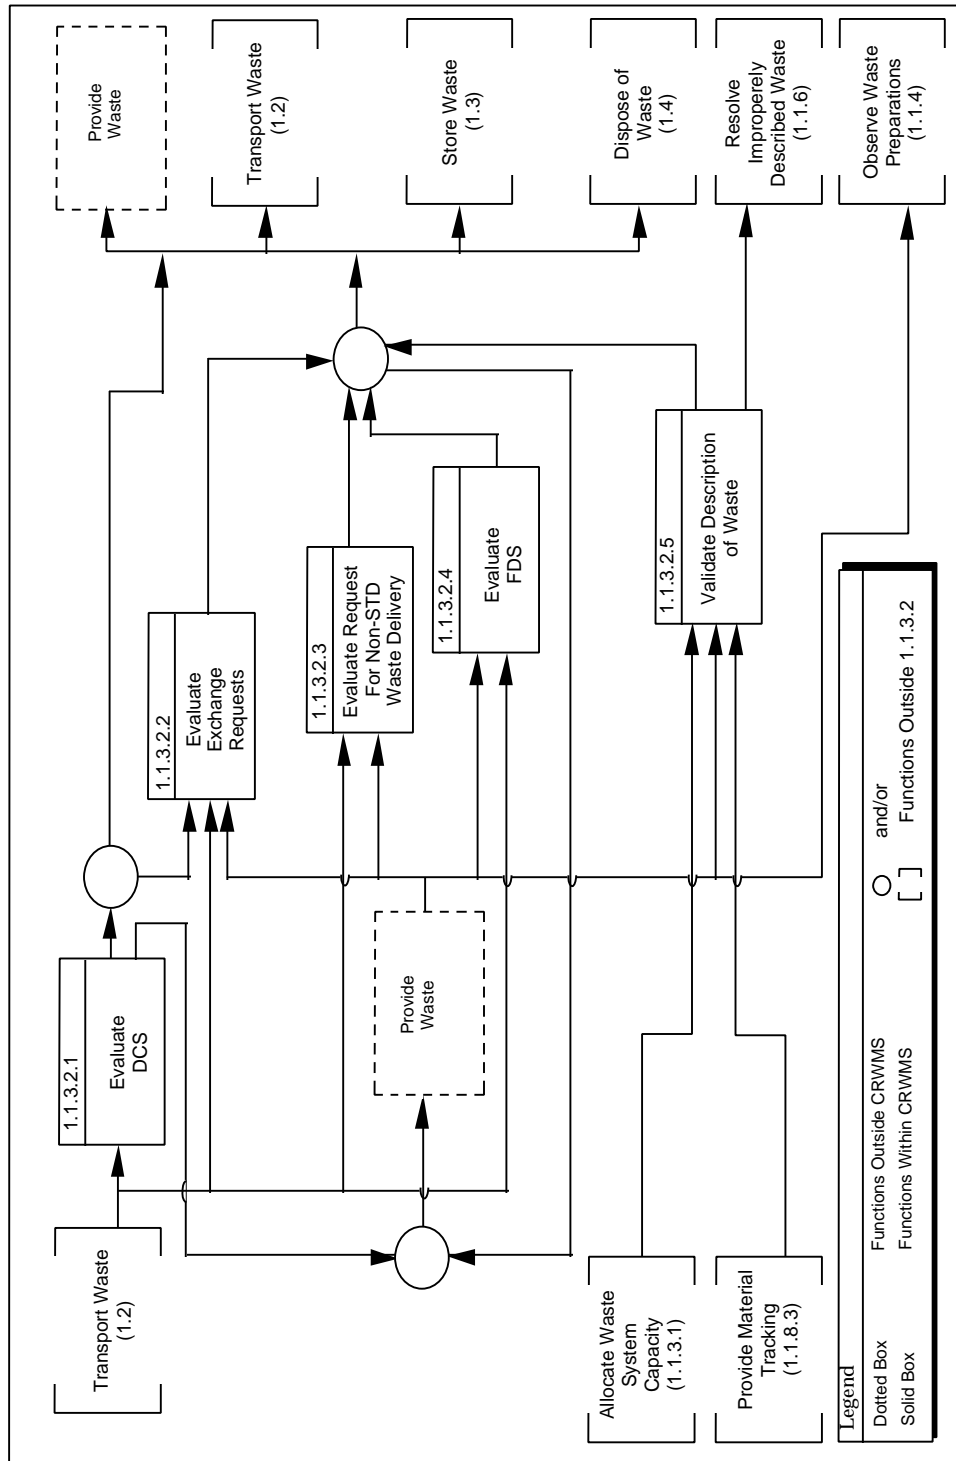 Transport Waste
(1.2)
1.1.3.2.1
Evaluate
DCS
Provide
Waste
1.1.3.2.2
Evaluate
Exchange
Requests
Transport Waste
(1.2)
1.1.3.2.3
Evaluate Request
For Non-STD
Waste Delivery
Provide
Waste
1.1.3.2.4
Evaluate
FDS
Store Waste
(1.3)
Allocate Waste
System
Capacity
(1.1.3.1)
1.1.3.2.5
Validate Description
of Waste
Dispose of
Waste
(1.4)
Provide Material
Tracking
(1.1.8.3)
Resolve
Improperely
Described Waste
(1.1.6)
Observe Waste
Preparations
(1.1.4)
Legend
Dotted Box Functions Outside CRWMS and/or
Solid Box Functions Within CRWMS Functions Outside 1.1.3.2